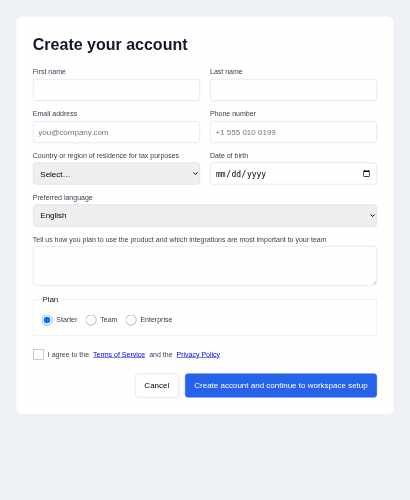 Create your account
First name Last name
Email address Phone number
you@company.com +1 555 010 0199
Country or region of residence for tax purposes Date of birth
Select... mm/dd/yyyy
Preferred language
English
Tell us how you plan to use the product and which integrations are most important to your team
Plan
Starter Team Enterprise
I agree to the Terms of Service and the Privacy Policy
Cancel Create account and continue to workspace setup